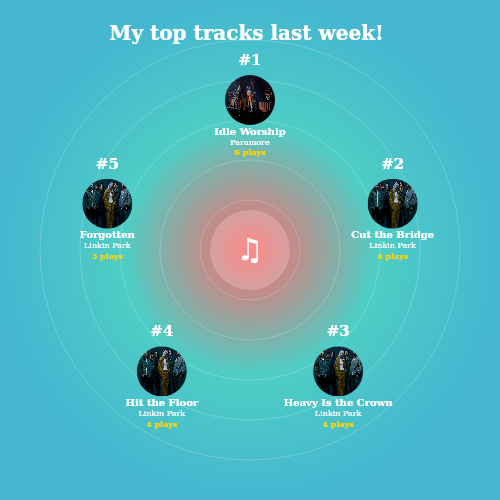 My top tracks last week!
#1
Idle Worship
Paramore
6 plays
#2
Cut the Bridge
Linkin Park
4 plays
#3
Heavy Is the Crown
Linkin Park
4 plays
#4
Hit the Floor
Linkin Park
4 plays
#5
Forgotten
Linkin Park
3 plays